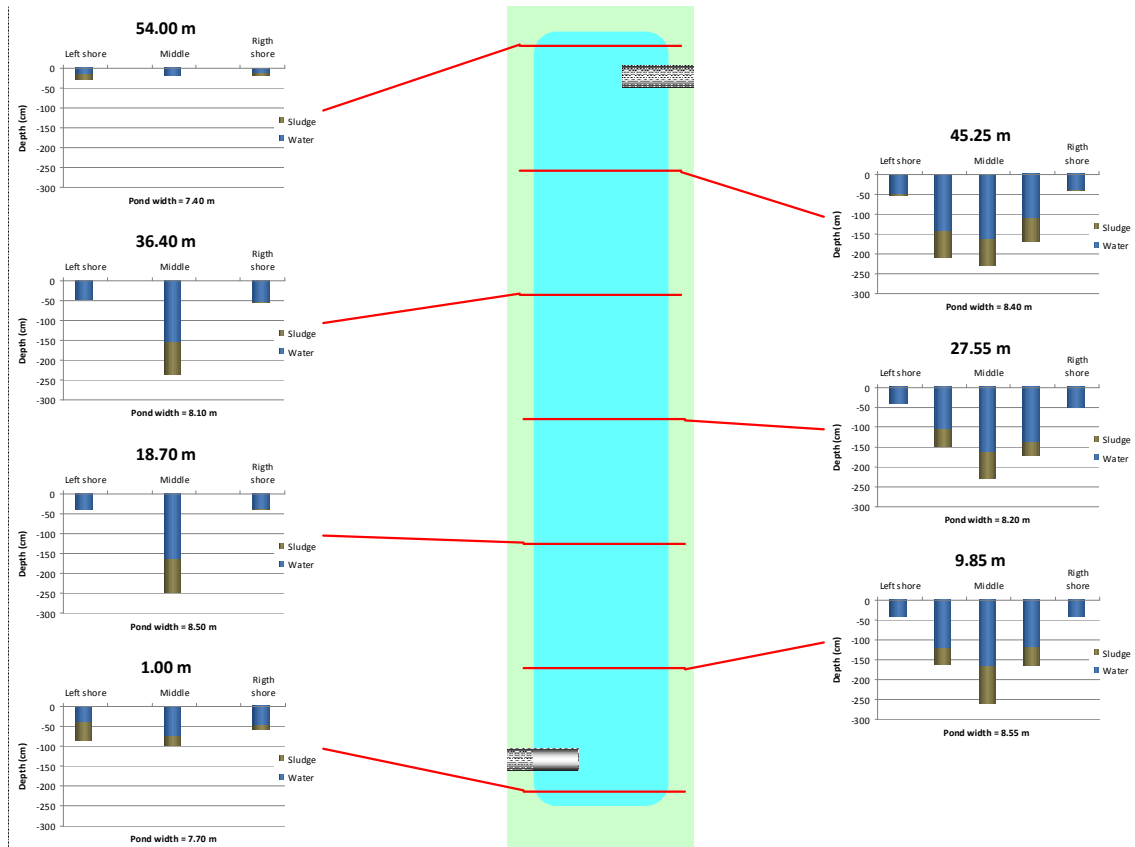 54.00 m
Left shore Middle Rigth shore
0
-50
-100
-150
-200
-250
-300
Depth (cm)
Sludge
Water
Pond width = 7.40 m
45.25 m
Left shore Middle Rigth shore
0
-50
-100
-150
-200
-250
-300
Depth (cm)
Sludge
Water
Pond width = 8.40 m
36.40 m
Left shore Middle Rigth shore
0
-50
-100
-150
-200
-250
-300
Depth (cm)
Sludge
Water
Pond width = 8.10 m
27.55 m
Left shore Middle Rigth shore
0
-50
-100
-150
-200
-250
-300
Depth (cm)
Sludge
Water
Pond width = 8.20 m
18.70 m
Left shore Middle Rigth shore
0
-50
-100
-150
-200
-250
-300
Depth (cm)
Sludge
Water
Pond width = 8.50 m
9.85 m
Left shore Middle Rigth shore
0
-50
-100
-150
-200
-250
-300
Depth (cm)
Sludge
Water
Pond width = 8.55 m
1.00 m
Left shore Middle Rigth shore
0
-50
-100
-150
-200
-250
-300
Depth (cm)
Sludge
Water
Pond width = 7.70 m